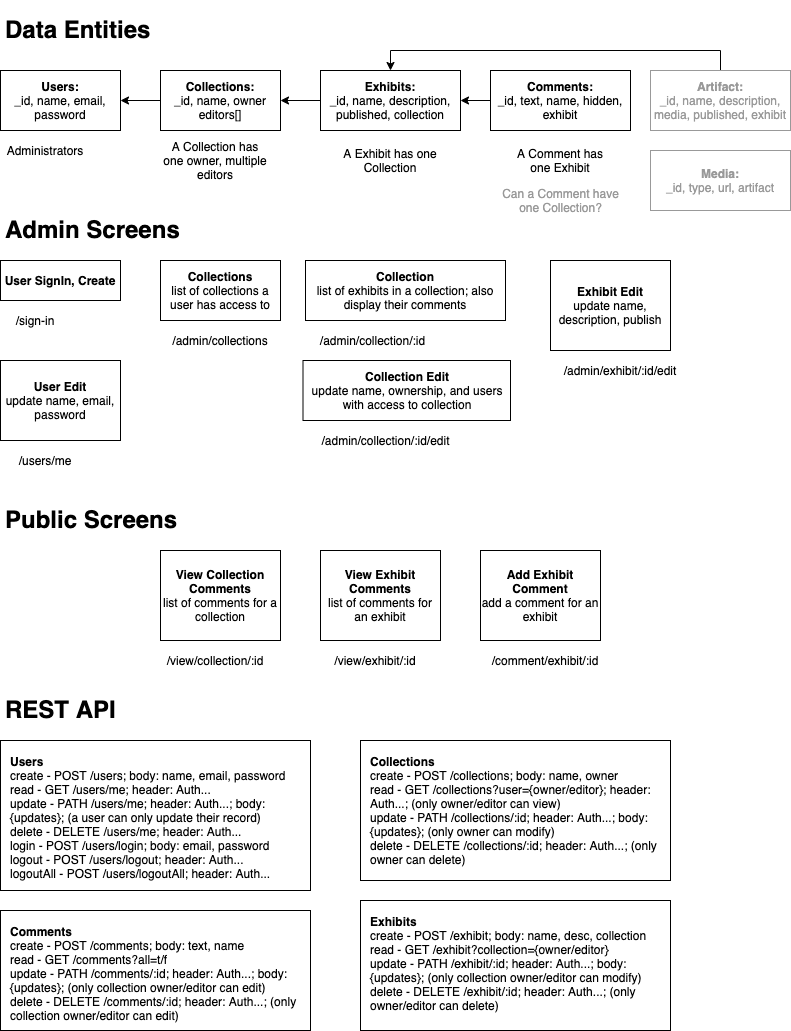 Data Entities
Users:
_id, name, email,
password
Collections:
_id, name, owner
editors[]
Exhibits:
_id, name, description,
published, collection
Comments:
_id, text, name, hidden,
exhibit
Artifact:
_id, name, description,
media, published, exhibit
Administrators
A Collection has
one owner, multiple
editors
A Exhibit has one
Collection
A Comment has
one Exhibit
Can a Comment have
one Collection?
Media:
_id, type, url, artifact
Admin Screens
User SignIn, Create
/sign-in
Collections
list of collections a
user has access to
/admin/collections
Collection
list of exhibits in a collection; also
display their comments
/admin/collection/:id
Exhibit Edit
update name,
description, publish
/admin/exhibit/:id/edit
User Edit
update name, email,
password
/users/me
Collection Edit
update name, ownership, and users
with access to collection
/admin/collection/:id/edit
Public Screens
View Collection
Comments
list of comments for a
collection
/view/collection/:id
View Exhibit
Comments
list of comments for
an exhibit
/view/exhibit/:id
Add Exhibit
Comment
add a comment for an
exhibit
/comment/exhibit/:id
REST API
Users
create - POST /users; body: name, email, password
read - GET /users/me; header: Auth...
update - PATH /users/me; header: Auth...; body:
{updates}; (a user can only update their record)
delete - DELETE /users/me; header: Auth...
login - POST /users/login; body: email, password
logout - POST /users/logout; header: Auth...
logoutAll - POST /users/logoutAll; header: Auth...
Collections
create - POST /collections; body: name, owner
read - GET /collections?user={owner/editor}; header:
Auth...; (only owner/editor can view)
update - PATH /collections/:id; header: Auth...; body:
{updates}; (only owner can modify)
delete - DELETE /collections/:id; header: Auth...; (only
owner can delete)
Comments
create - POST /comments; body: text, name
read - GET /comments?all=t/f
update - PATH /comments/:id; header: Auth...; body:
{updates}; (only collection owner/editor can edit)
delete - DELETE /comments/:id; header: Auth...; (only
collection owner/editor can edit)
Exhibits
create - POST /exhibit; body: name, desc, collection
read - GET /exhibit?collection={owner/editor}
update - PATH /exhibit/:id; header: Auth...; body:
{updates}; (only collection owner/editor can modify)
delete - DELETE /exhibit/:id; header: Auth...; (only
owner/editor can delete)